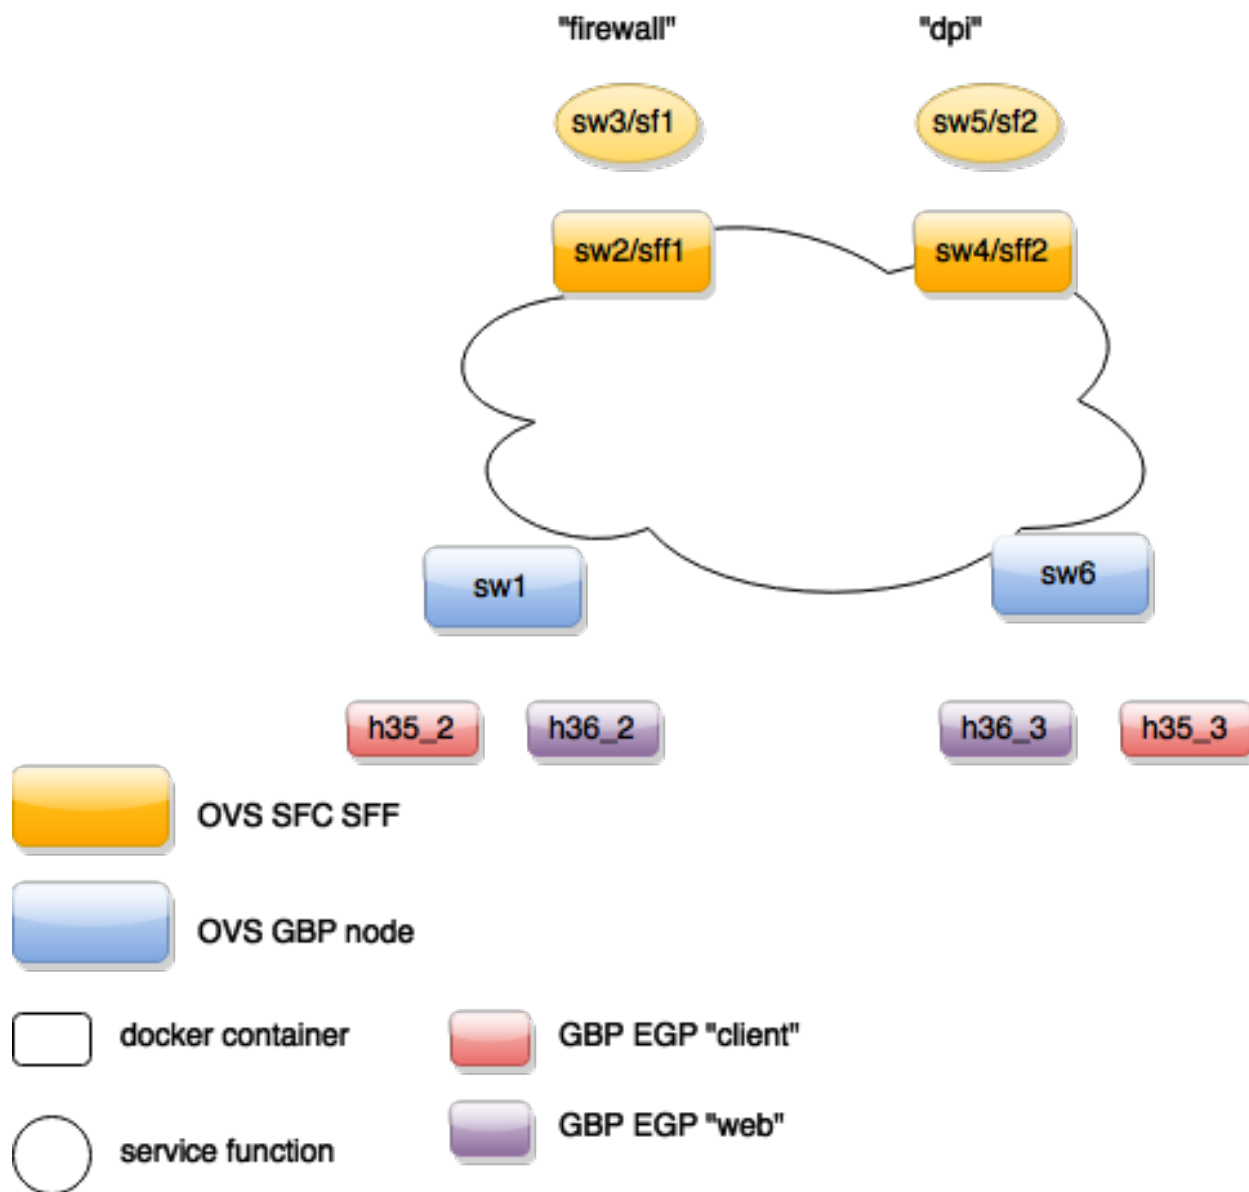 "firewall"
"dpi"
sw3/sf1
sw5/sf2
sw2/sff1
sw4/sff2
sw1
sw6
h35_2
h36_2
h36_3
h35_3
OVS SFC SFF
OVS GBP node
docker container
GBP EGP "client"
service function
GBP EGP "web"